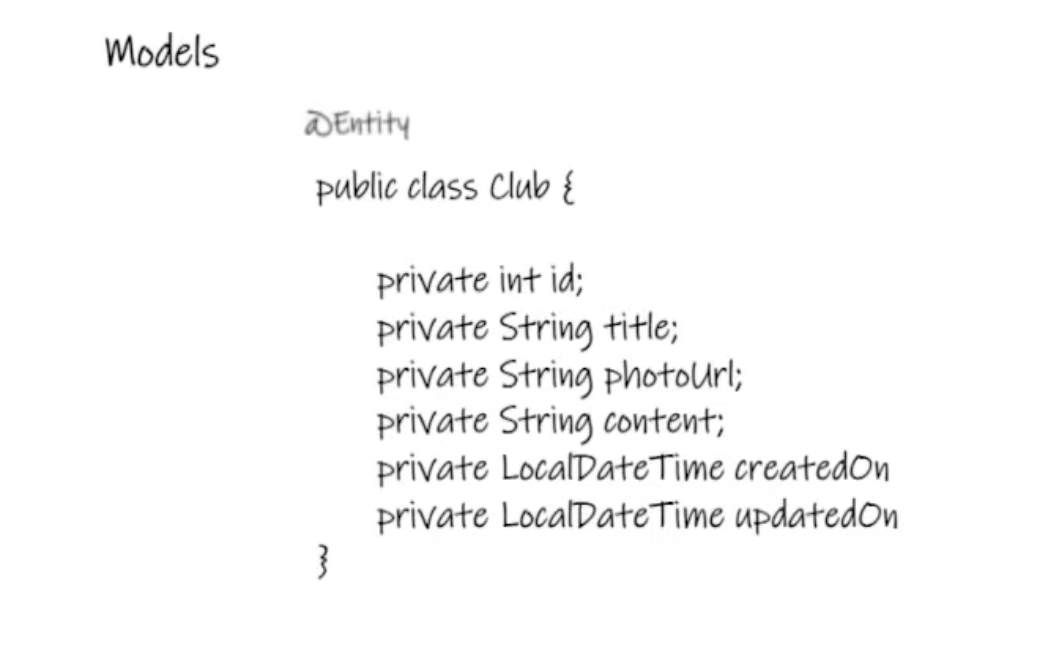 Models
@Entity
public class Club {
private int id;
private String title;
private String photoUrl;
private String content;
private LocalDateTime createdOn
private LocalDateTime updatedOn
}